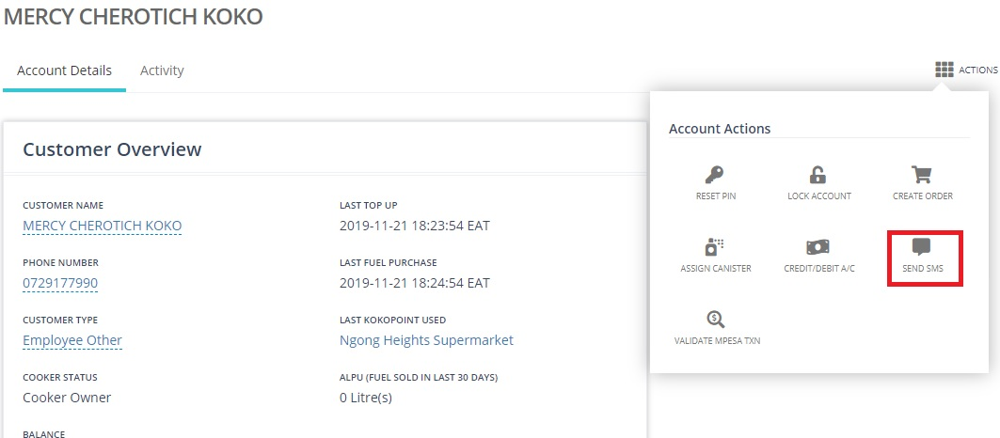 MERCY CHEROTICH KOKO
Account Details Activity
ACTIONS
Account Actions
RESET PIN LOCK ACCOUNT CREATE ORDER
ASSIGN CANISTER CREDIT/DEBIT A/C SEND SMS
VALIDATE MPESA TXN
Customer Overview
CUSTOMER NAME
MERCY CHEROTICH KOKO
PHONE NUMBER
0729177990
CUSTOMER TYPE
Employee Other
COOKER STATUS
Cooker Owner
BALANCE
LAST TOP UP
2019-11-21 18:23:54 EAT
LAST FUEL PURCHASE
2019-11-21 18:24:54 EAT
LAST KOKOPOINT USED
Ngong Heights Supermarket
ALPU (FUEL SOLD IN LAST 30 DAYS)
0 Litre(s)